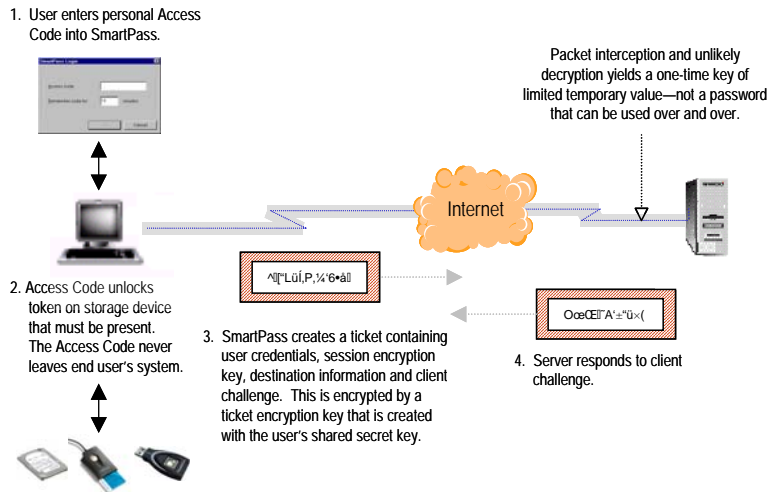 1. User enters personal Access
Code into SmartPass.
SmartPass Login
Access Code
Packet interception and unlikely
decryption yields a one-time key of
limited temporary value—not a password
that can be used over and over.
Internet
2. Access Code unlocks
token on storage device
that must be present.
The Access Code never
leaves end user's system.
3. SmartPass creates a ticket containing
user credentials, session encryption
key, destination information and client
challenge. This is encrypted by a
ticket encryption key that is created
with the user's shared secret key.
4. Server responds to client
challenge.